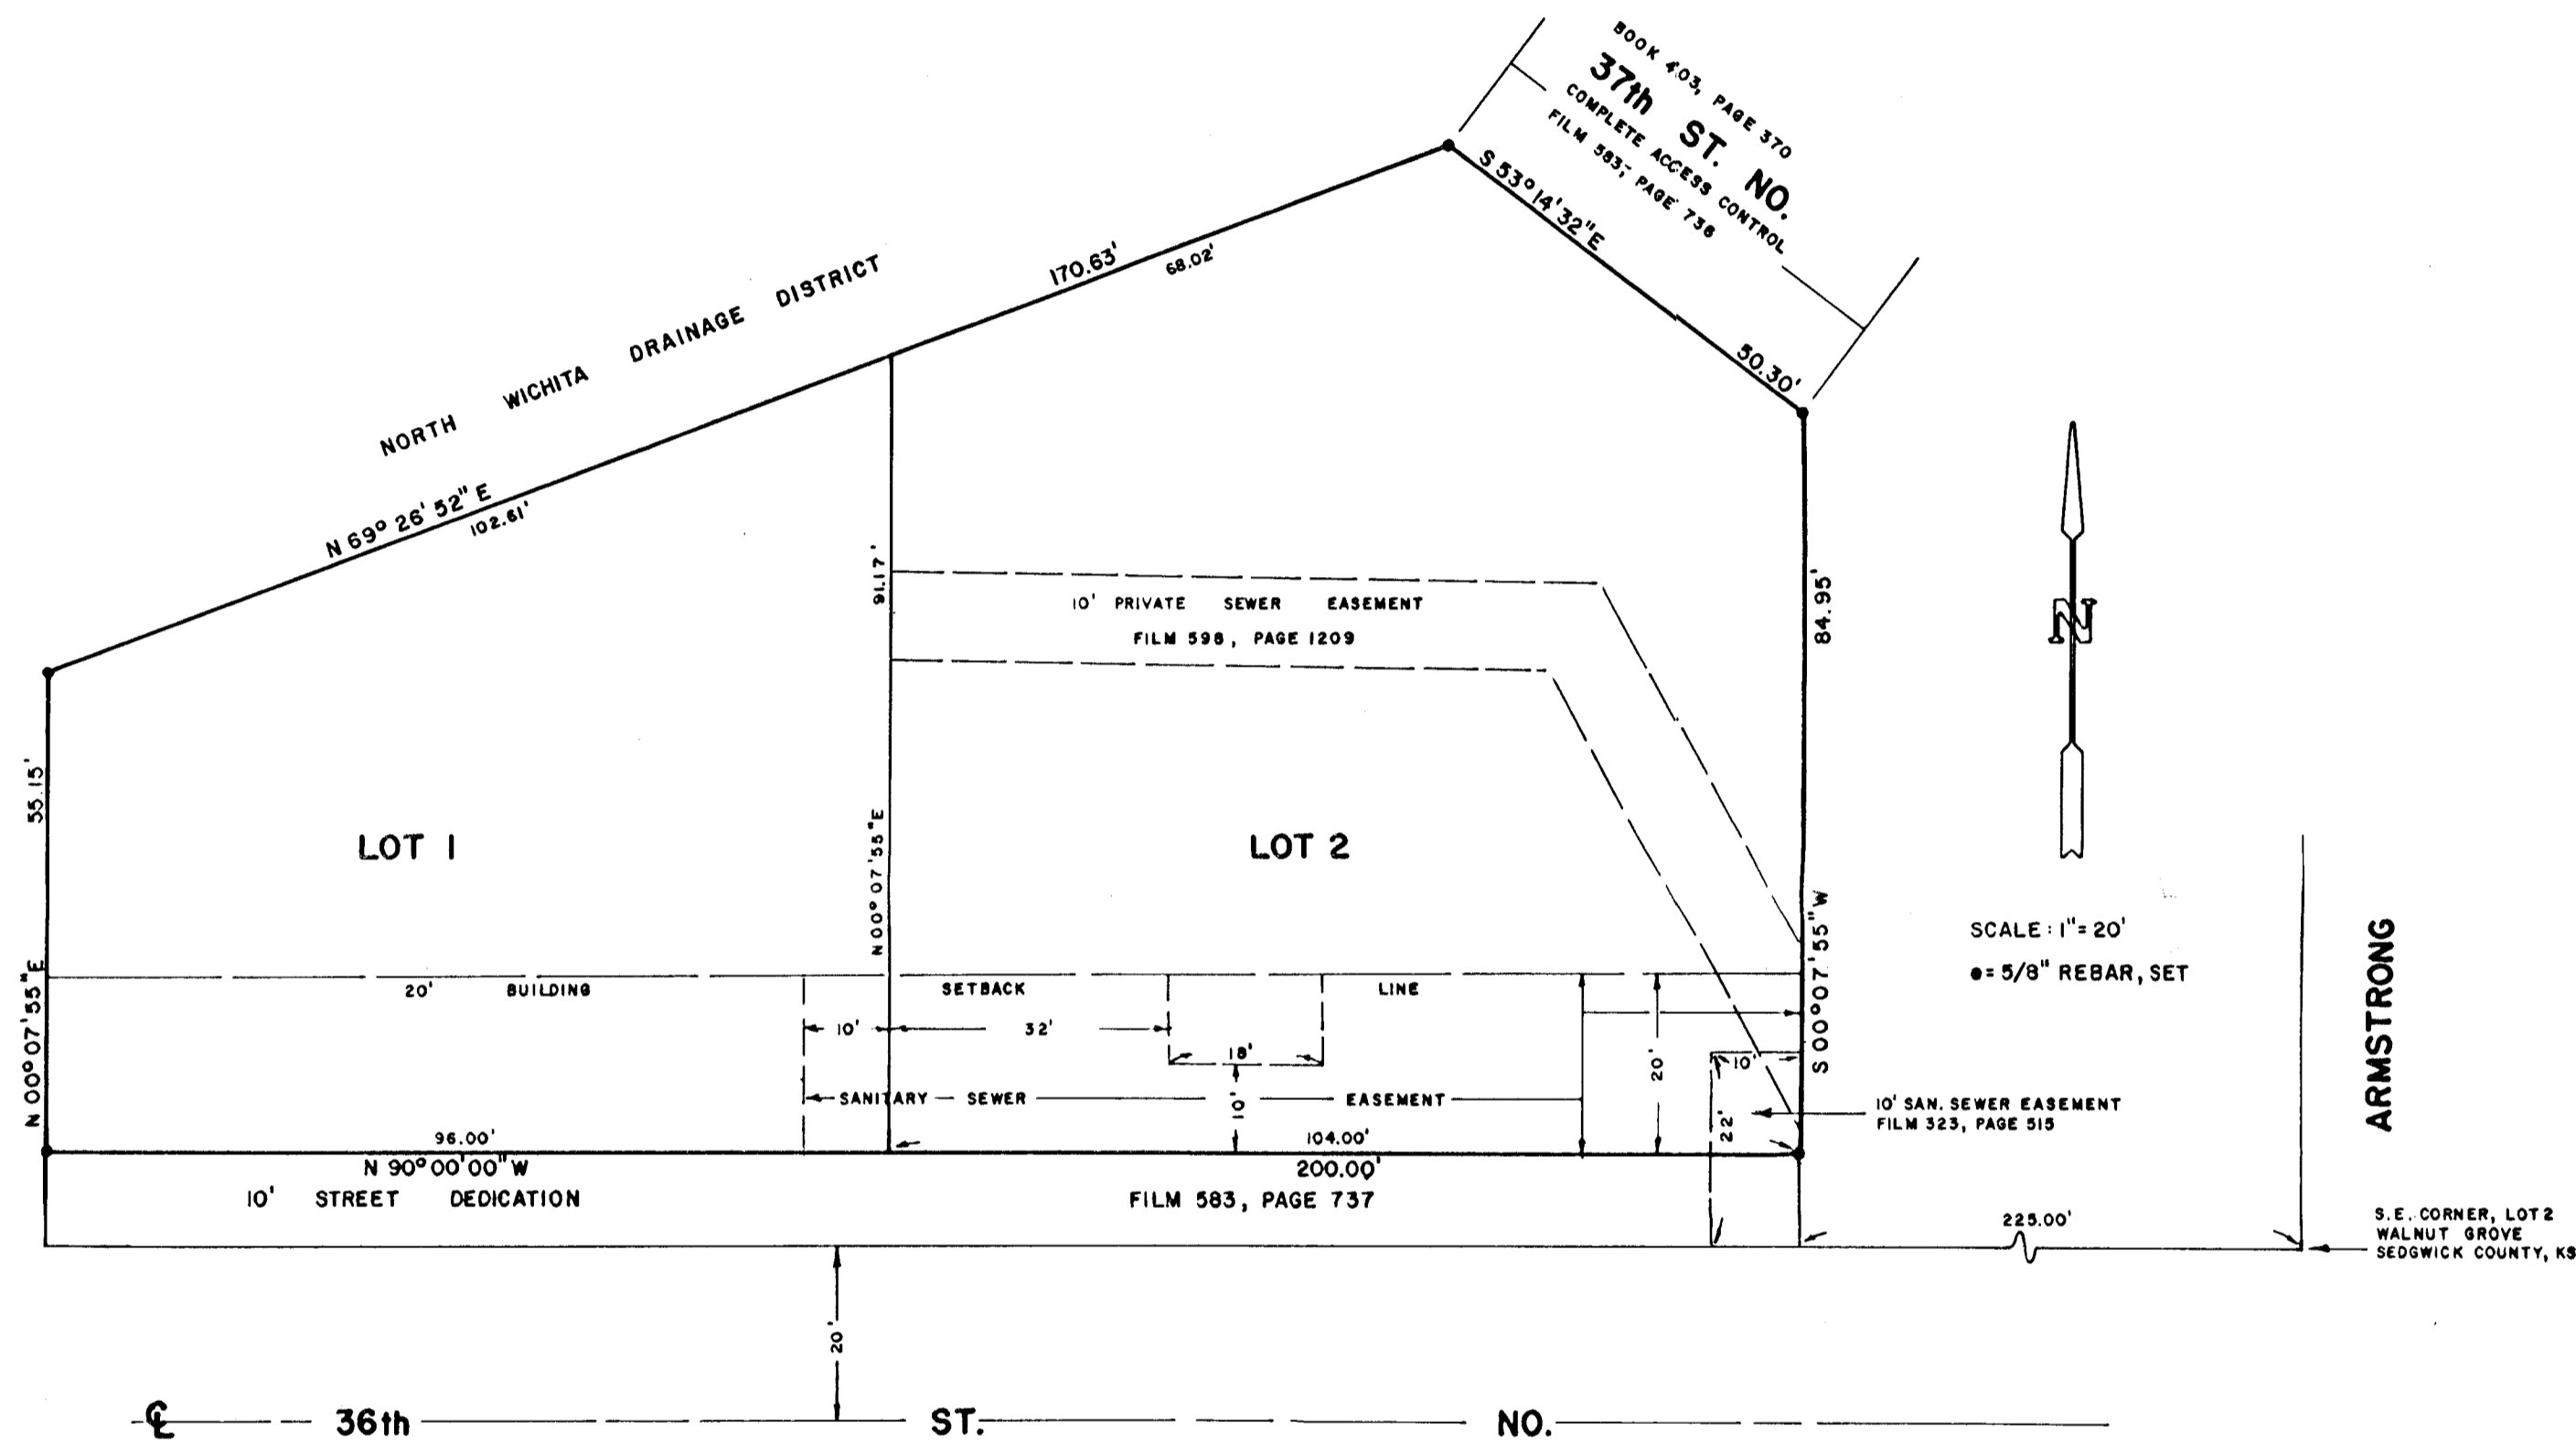 BOOK 403, PAGE 370
37th ST. NO.
COMPLETE ACCESS CONTROL
FILM 583, PAGE 736
S 53° 14' 32" E
50.30'
170.63'
68.02'
NORTH WICHITA DRAINAGE DISTRICT
N 69° 26' 52" E
102.61'
91.17'
10' PRIVATE SEWER EASEMENT
FILM 598, PAGE 1209
84.95'
N
55.15'
LOT 1
N 00° 07' 55" E
LOT 2
SCALE: 1" = 20'
●= 5/8" REBAR, SET
ARMSTRONG
N 00° 07' 55" E
20' BUILDING SETBACK LINE
S 00° 07' 55" W
10'
32'
18'
20'
10'
SANITARY SEWER EASEMENT
10'
22'
10' SAN. SEWER EASEMENT
FILM 323, PAGE 515
96.00'
104.00'
N 90° 00' 00" W
200.00'
10' STREET DEDICATION
FILM 583, PAGE 737
225.00'
S.E. CORNER, LOT 2
WALNUT GROVE
SEDGWICK COUNTY, KS
20'
℄ 36th ST. NO.